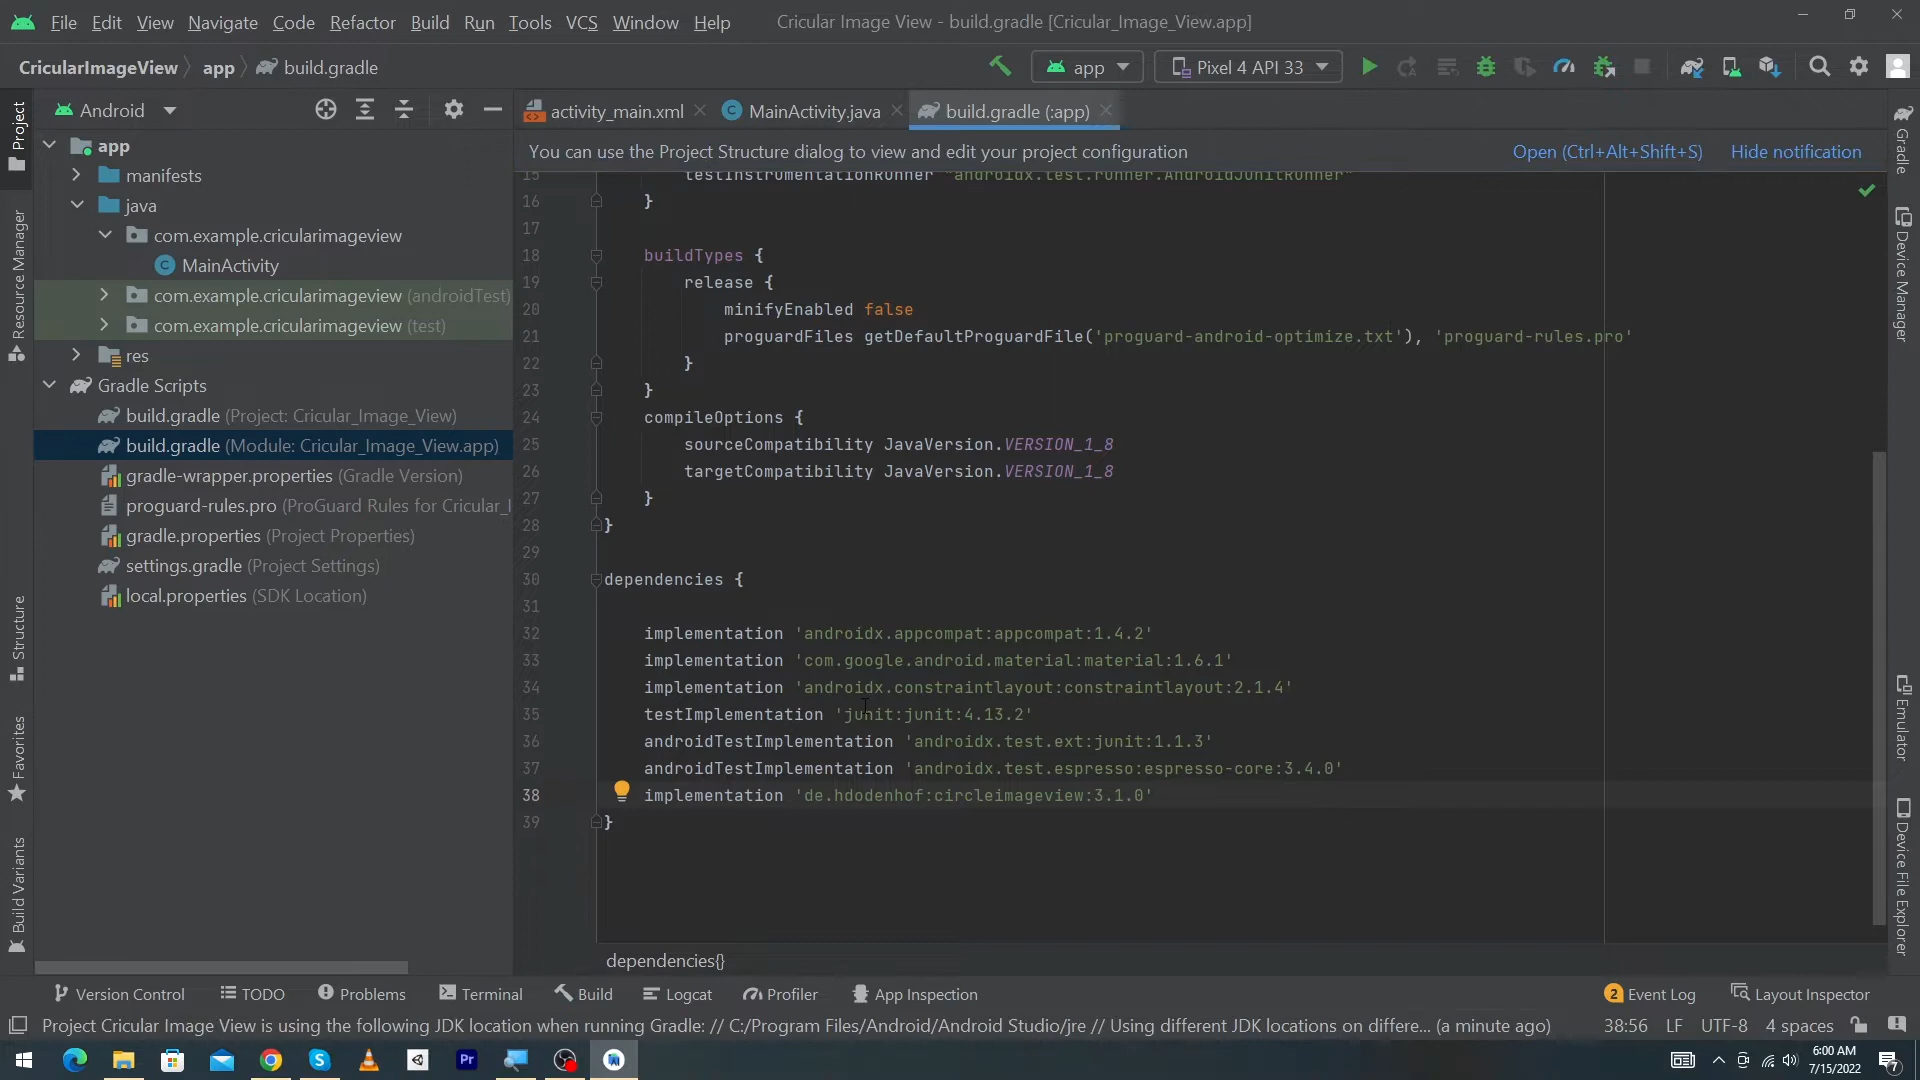 File Edit View Navigate Code Refactor Build Run Tools VCS Window Help Cricular Image View - build.gradle [Cricular_Image_View.app]
CricularImageView app build.gradle
app Pixel 4 API 33
Android
activity_main.xml MainActivity.java build.gradle (:app)
You can use the Project Structure dialog to view and edit your project configuration Open (Ctrl+Alt+Shift+S) Hide notification
Project
Resource Manager
Structure
Favorites
Build Variants
app
manifests
java
com.example.cricularimageview
MainActivity
com.example.cricularimageview (androidTest)
com.example.cricularimageview (test)
res
Gradle Scripts
build.gradle (Project: Cricular_Image_View)
build.gradle (Module: Cricular_Image_View.app)
gradle-wrapper.properties (Gradle Version)
proguard-rules.pro (ProGuard Rules for Cricular_I
gradle.properties (Project Properties)
settings.gradle (Project Settings)
local.properties (SDK Location)
15 testInstrumentationRunner "androidx.test.runner.AndroidJUnitRunner"
16 }
17
18 buildTypes {
19 release {
20 minifyEnabled false
21 proguardFiles getDefaultProguardFile('proguard-android-optimize.txt'), 'proguard-rules.pro'
22 }
23 }
24 compileOptions {
25 sourceCompatibility JavaVersion.VERSION_1_8
26 targetCompatibility JavaVersion.VERSION_1_8
27 }
28 }
29
30 dependencies {
31
32 implementation 'androidx.appcompat:appcompat:1.4.2'
33 implementation 'com.google.android.material:material:1.6.1'
34 implementation 'androidx.constraintlayout:constraintlayout:2.1.4'
35 testImplementation 'junit:junit:4.13.2'
36 androidTestImplementation 'androidx.test.ext:junit:1.1.3'
37 androidTestImplementation 'androidx.test.espresso:espresso-core:3.4.0'
38 implementation 'de.hdodenhof:circleimageview:3.1.0'
39 }
dependencies{}
Gradle
Device Manager
Emulator
Device File Explorer
Version Control TODO Problems Terminal Build Logcat Profiler App Inspection 2 Event Log Layout Inspector
Project Cricular Image View is using the following JDK location when running Gradle: // C:/Program Files/Android/Android Studio/jre // Using different JDK locations on differe... (a minute ago) 38:56 LF UTF-8 4 spaces
Pr
6:00 AM
7/15/2022
7